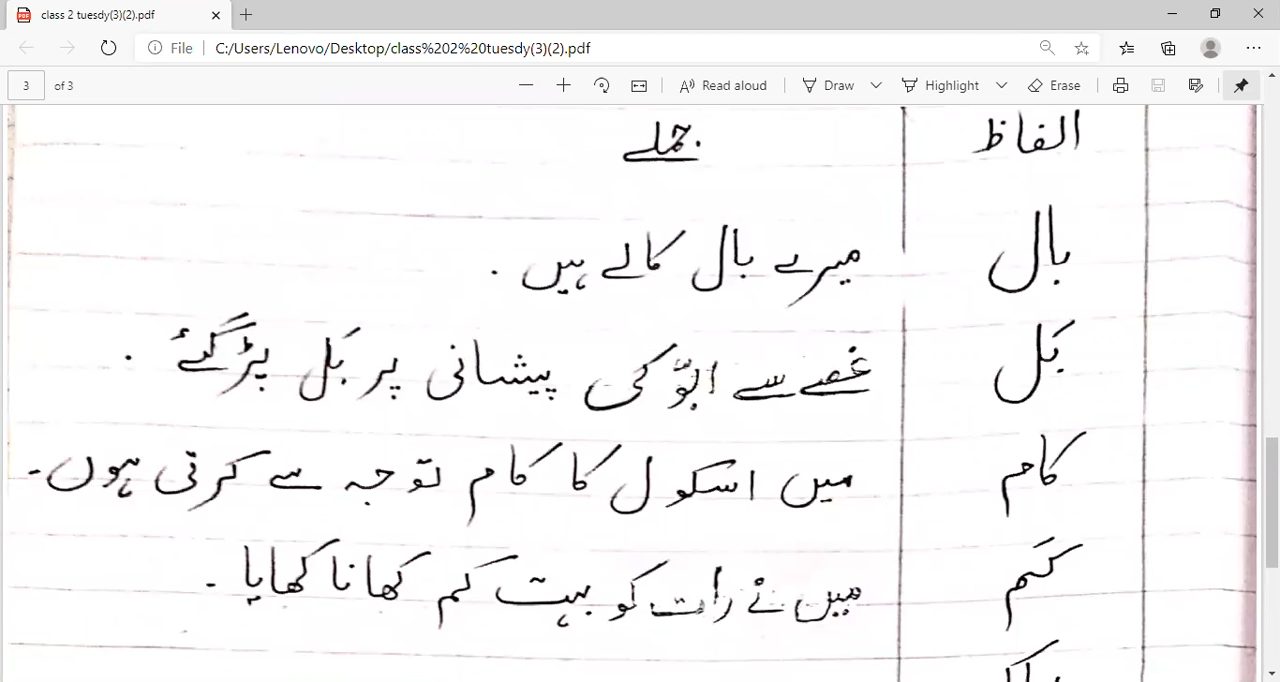 class 2 tuesdy(3)(2).pdf
File C:/Users/Lenovo/Desktop/class%202%20tuesdy(3)(2).pdf
3 of 3 Read aloud Draw Highlight Erase
الفاظ جملے
بال میرے بال کالے ہیں .
بَل غصے سے ابّو کی پیشانی پر بَل پڑ گئے .
کام میں اسکول کا کام توجہ سے کرتی ہوں۔
کَم میں نے رات کو بہت کم کھانا کھایا ۔